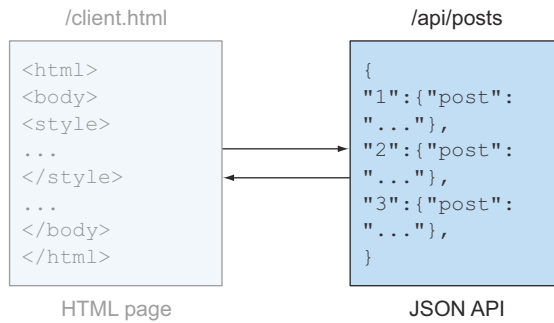 /client.html
<html>
<body>
<style>
...
</style>
...
</body>
</html>
HTML page
/api/posts
{
"1":{"post":
"..."},
"2":{"post":
"..."},
"3":{"post":
"..."},
}
JSON API